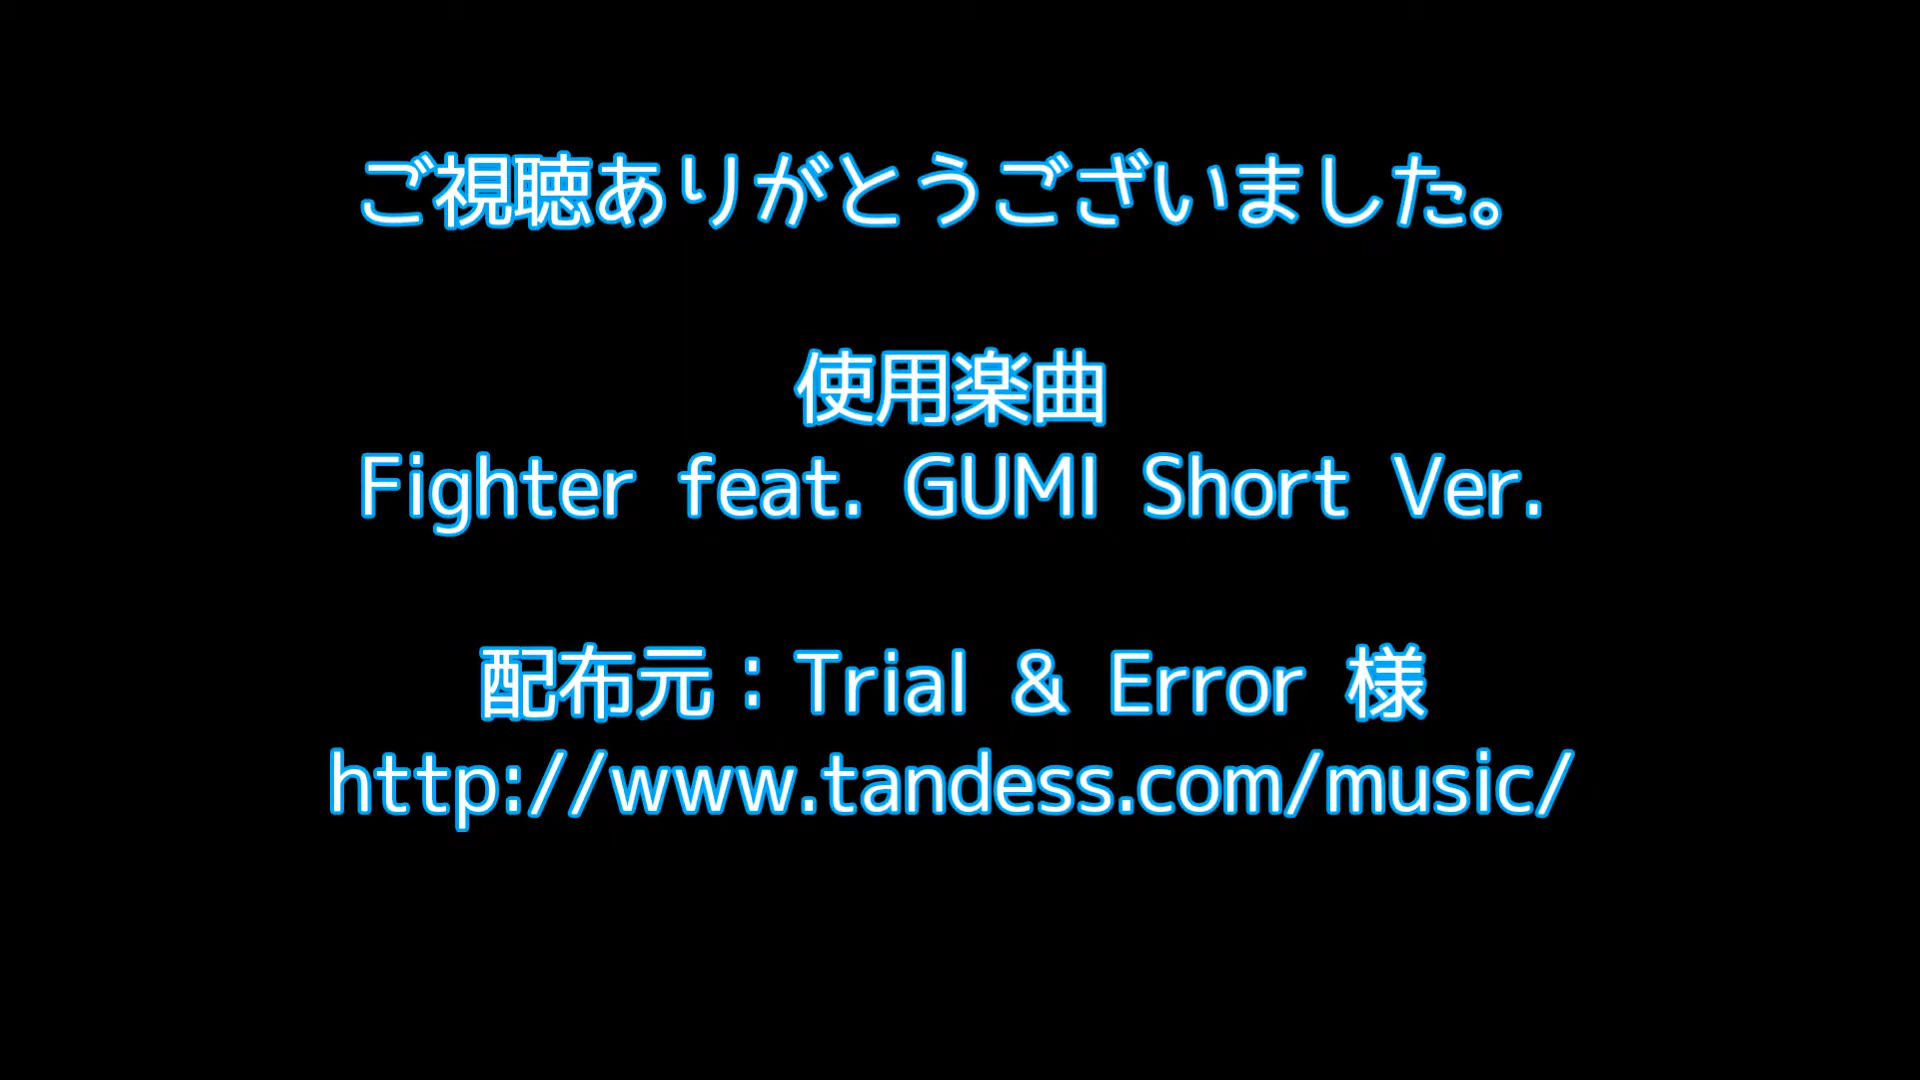 ご視聴ありがとうございました。
使用楽曲
Fighter feat. GUMI Short Ver.
配布元：Trial & Error 様
http://www.tandess.com/music/